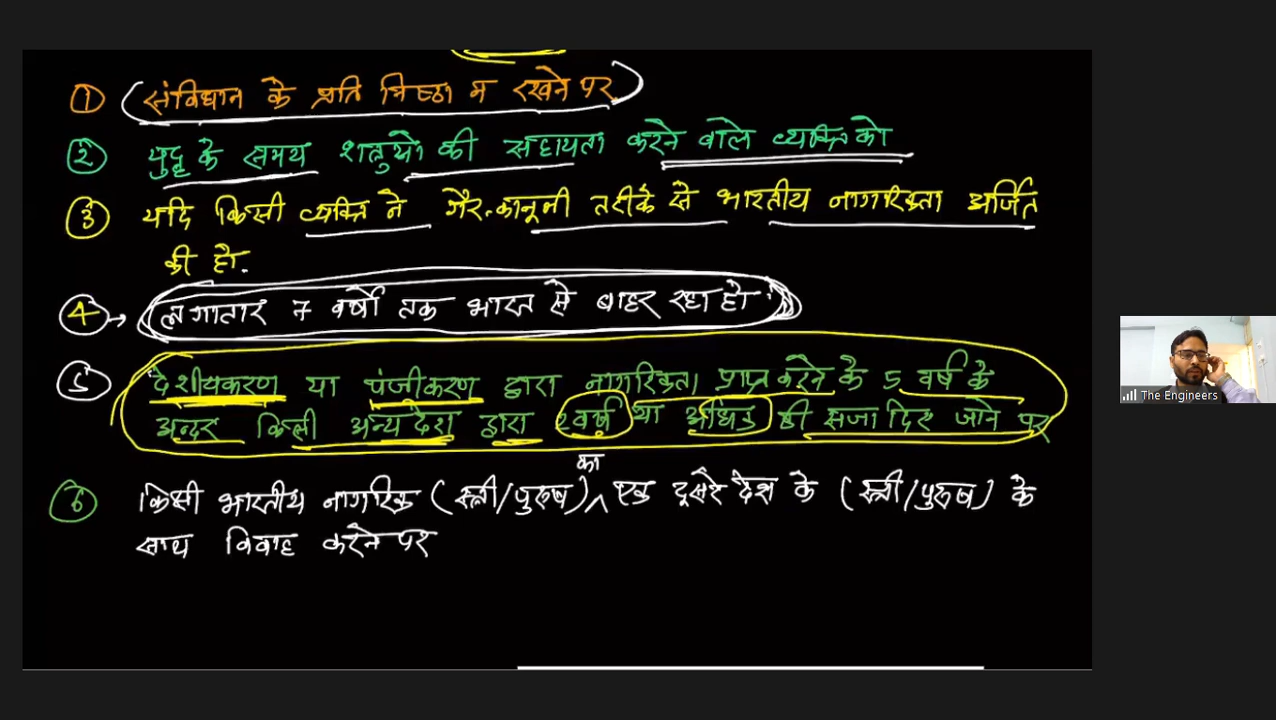 ① (संविधान के प्रति निष्ठा न रखने पर)
② युद्ध के समय शत्रुओं की सहायता करने वाले व्यक्ति को
③ यदि किसी व्यक्ति ने गैर-कानूनी तरीके से भारतीय नागरिकता अर्जित
की हो.
④→ (लगातार 7 वर्षो तक भारत से बाहर रहा हो)
⑤ देशीयकरण या पंजीकरण द्वारा नागरिकता प्राप्त करने के 5 वर्ष के
अन्दर किसी अन्य देश द्वारा 2 वर्ष या अधिक की सजा दिए जाने पर
का
⑥ किसी भारतीय नागरिक (स्त्री/पुरुष) ^ एक दूसरे देश के (स्त्री/पुरुष) के
साथ विवाह करने पर
The Engineers